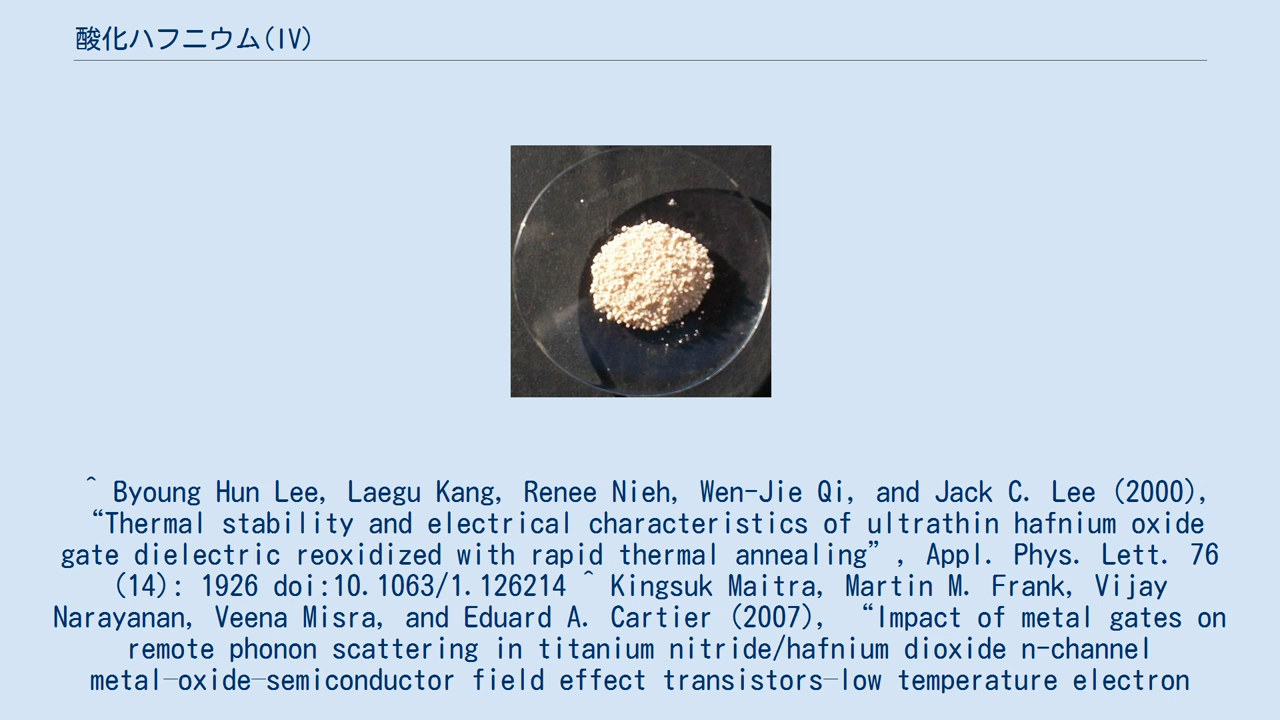 酸化ハフニウム(IV)
^ Byoung Hun Lee, Laegu Kang, Renee Nieh, Wen-Jie Qi, and Jack C. Lee (2000),
“Thermal stability and electrical characteristics of ultrathin hafnium oxide
gate dielectric reoxidized with rapid thermal annealing”, Appl. Phys. Lett. 76
(14): 1926 doi:10.1063/1.126214 ^ Kingsuk Maitra, Martin M. Frank, Vijay
Narayanan, Veena Misra, and Eduard A. Cartier (2007), “Impact of metal gates on
remote phonon scattering in titanium nitride/hafnium dioxide n-channel
metal–oxide–semiconductor field effect transistors–low temperature electron